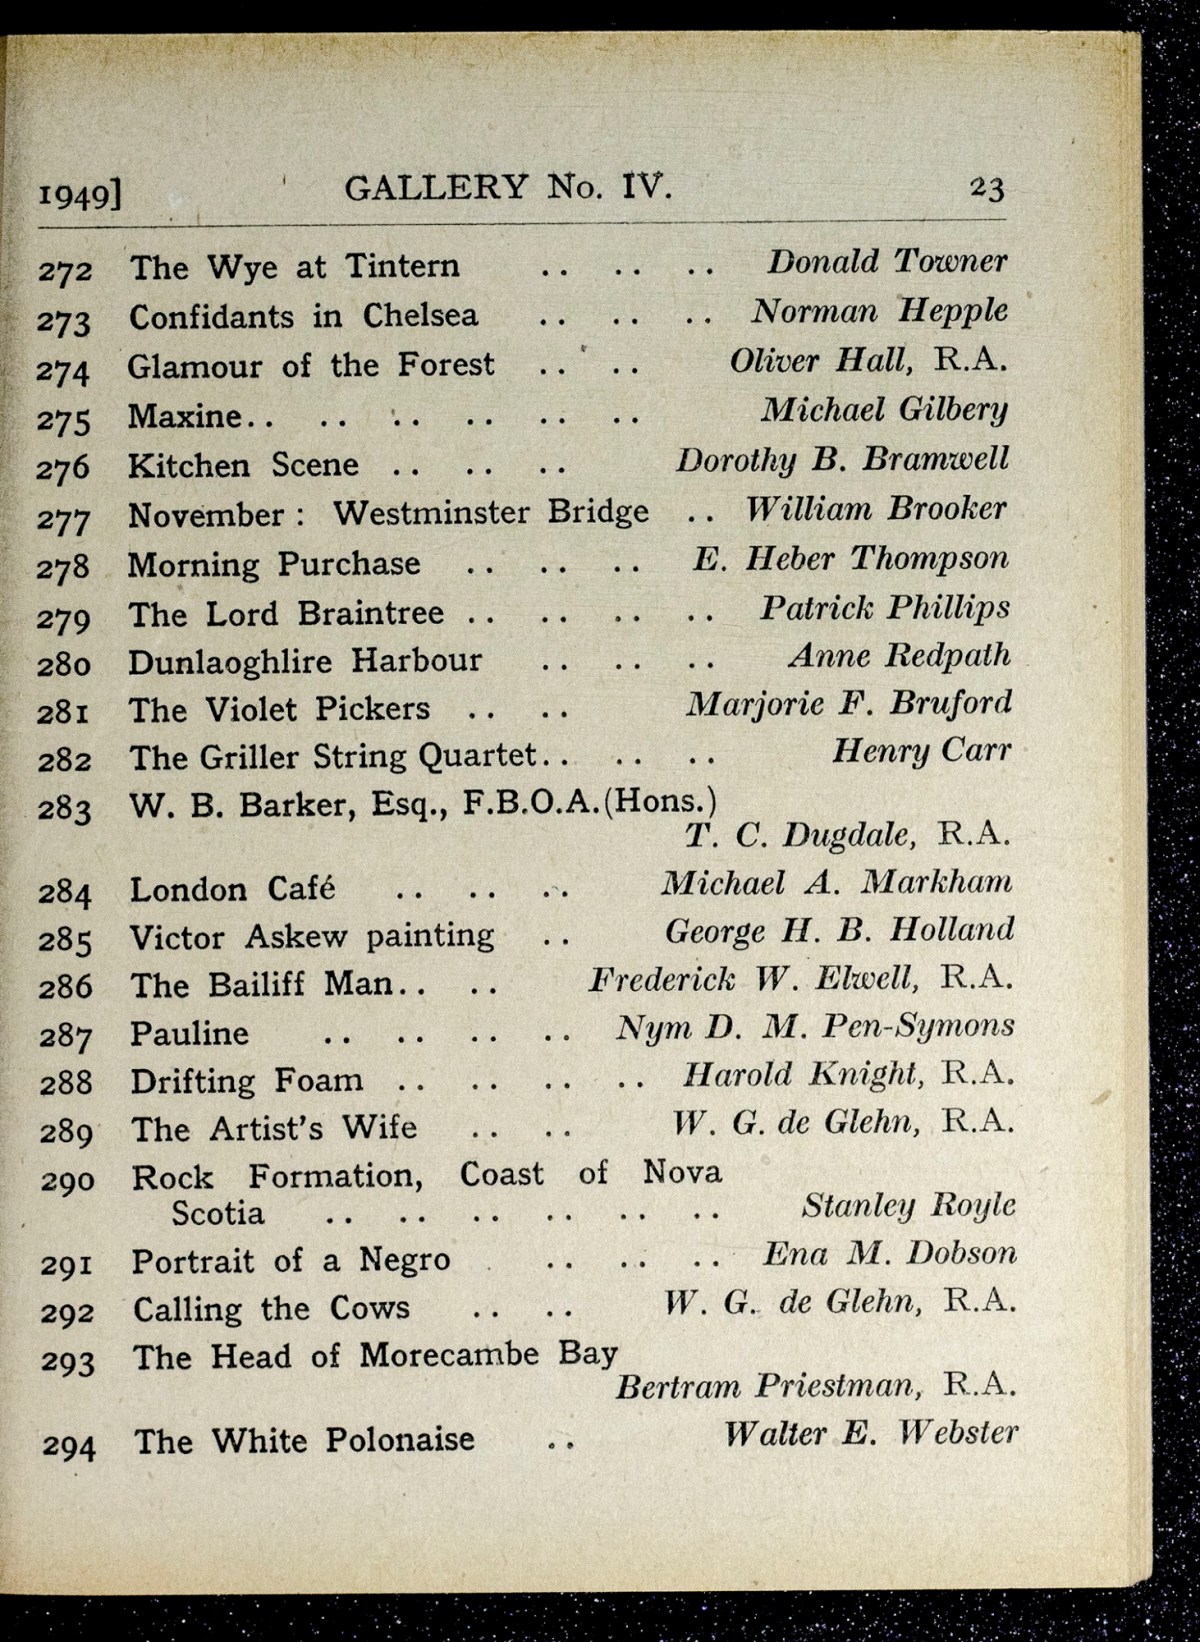 1949] GALLERY No. IV. 23
272 The Wye at Tintern .. .. .. Donald Towner
273 Confidants in Chelsea .. .. .. Norman Hepple
274 Glamour of the Forest .. .. Oliver Hall, R.A.
275 Maxine.. .. .. .. .. .. Michael Gilbery
276 Kitchen Scene .. .. .. Dorothy B. Bramwell
277 November : Westminster Bridge .. William Brooker
278 Morning Purchase .. .. .. E. Heber Thompson
279 The Lord Braintree .. .. .. .. Patrick Phillips
280 Dunlaoghlire Harbour .. .. .. Anne Redpath
281 The Violet Pickers .. .. Marjorie F. Bruford
282 The Griller String Quartet.. .. .. Henry Carr
283 W. B. Barker, Esq., F.B.O.A.(Hons.)
T. C. Dugdale, R.A.
284 London Café .. .. .. Michael A. Markham
285 Victor Askew painting .. George H. B. Holland
286 The Bailiff Man.. .. Frederick W. Elwell, R.A.
287 Pauline .. .. .. .. Nym D. M. Pen-Symons
288 Drifting Foam .. .. .. .. Harold Knight, R.A.
289 The Artist's Wife .. .. W. G. de Glehn, R.A.
290 Rock Formation, Coast of Nova
Scotia .. .. .. .. .. .. Stanley Royle
291 Portrait of a Negro .. .. .. Ena M. Dobson
292 Calling the Cows .. .. W. G. de Glehn, R.A.
293 The Head of Morecambe Bay
Bertram Priestman, R.A.
294 The White Polonaise .. Walter E. Webster